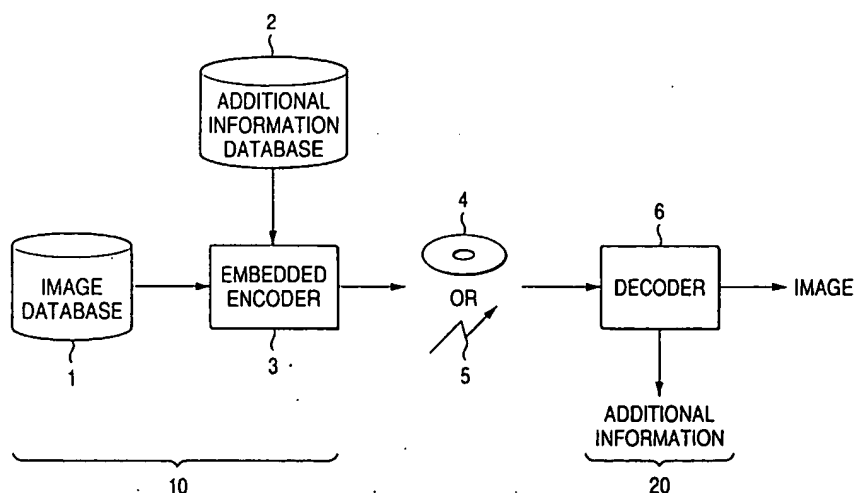 2
ADDITIONAL
INFORMATION
DATABASE
IMAGE
DATABASE
1
EMBEDDED
ENCODER
3
4
OR
5
6
DECODER
IMAGE
ADDITIONAL
INFORMATION
10
20